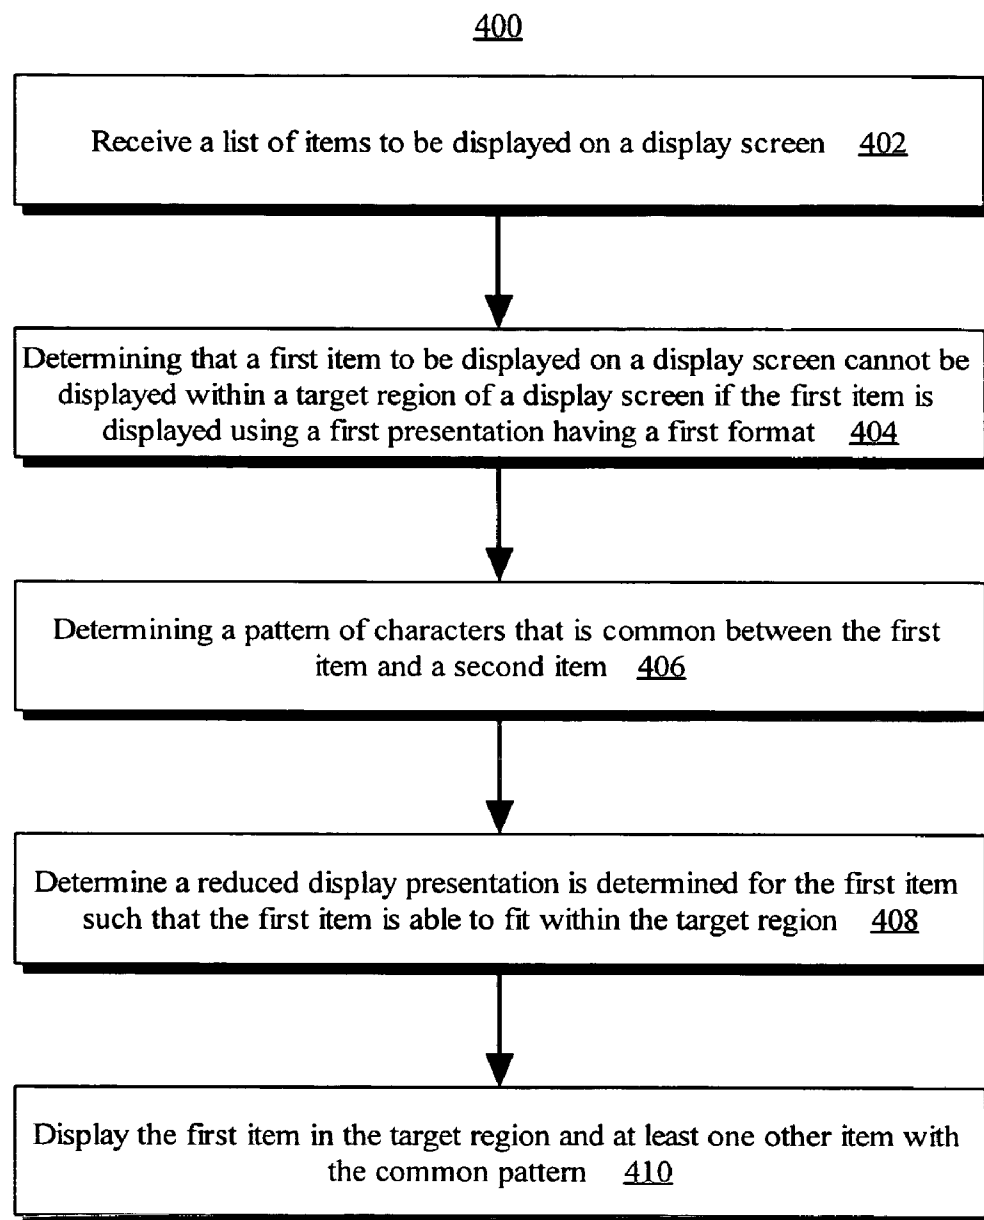 400
Receive a list of items to be displayed on a display screen 402
Determining that a first item to be displayed on a display screen cannot be
displayed within a target region of a display screen if the first item is
displayed using a first presentation having a first format 404
Determining a pattern of characters that is common between the first
item and a second item 406
Determine a reduced display presentation is determined for the first item
such that the first item is able to fit within the target region 408
Display the first item in the target region and at least one other item with
the common pattern 410